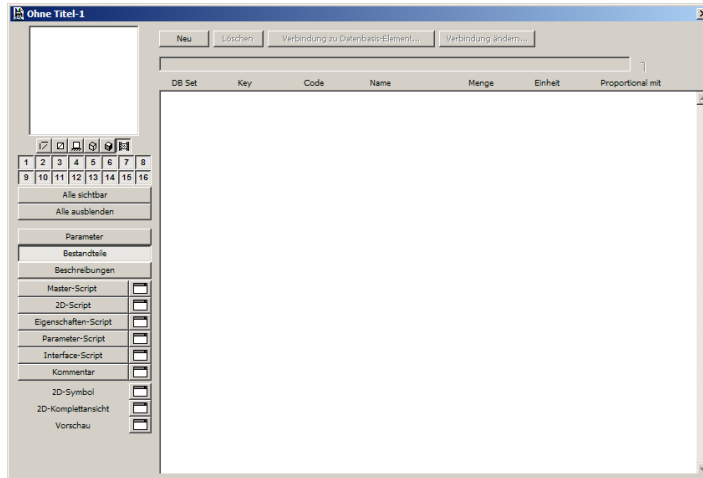 Ohne Titel-1
Neu Löschen Verbindung zu Datenbasis-Element... Verbindung ändern...
DB Set Key Code Name Menge Einheit Proportional mit
1 2 3 4 5 6 7 8
9 10 11 12 13 14 15 16
Alle sichtbar
Alle ausblenden
Parameter
Bestandteile
Beschreibungen
Master-Script
2D-Script
Eigenschaften-Script
Parameter-Script
Interface-Script
Kommentar
2D-Symbol
2D-Komplettansicht
Vorschau